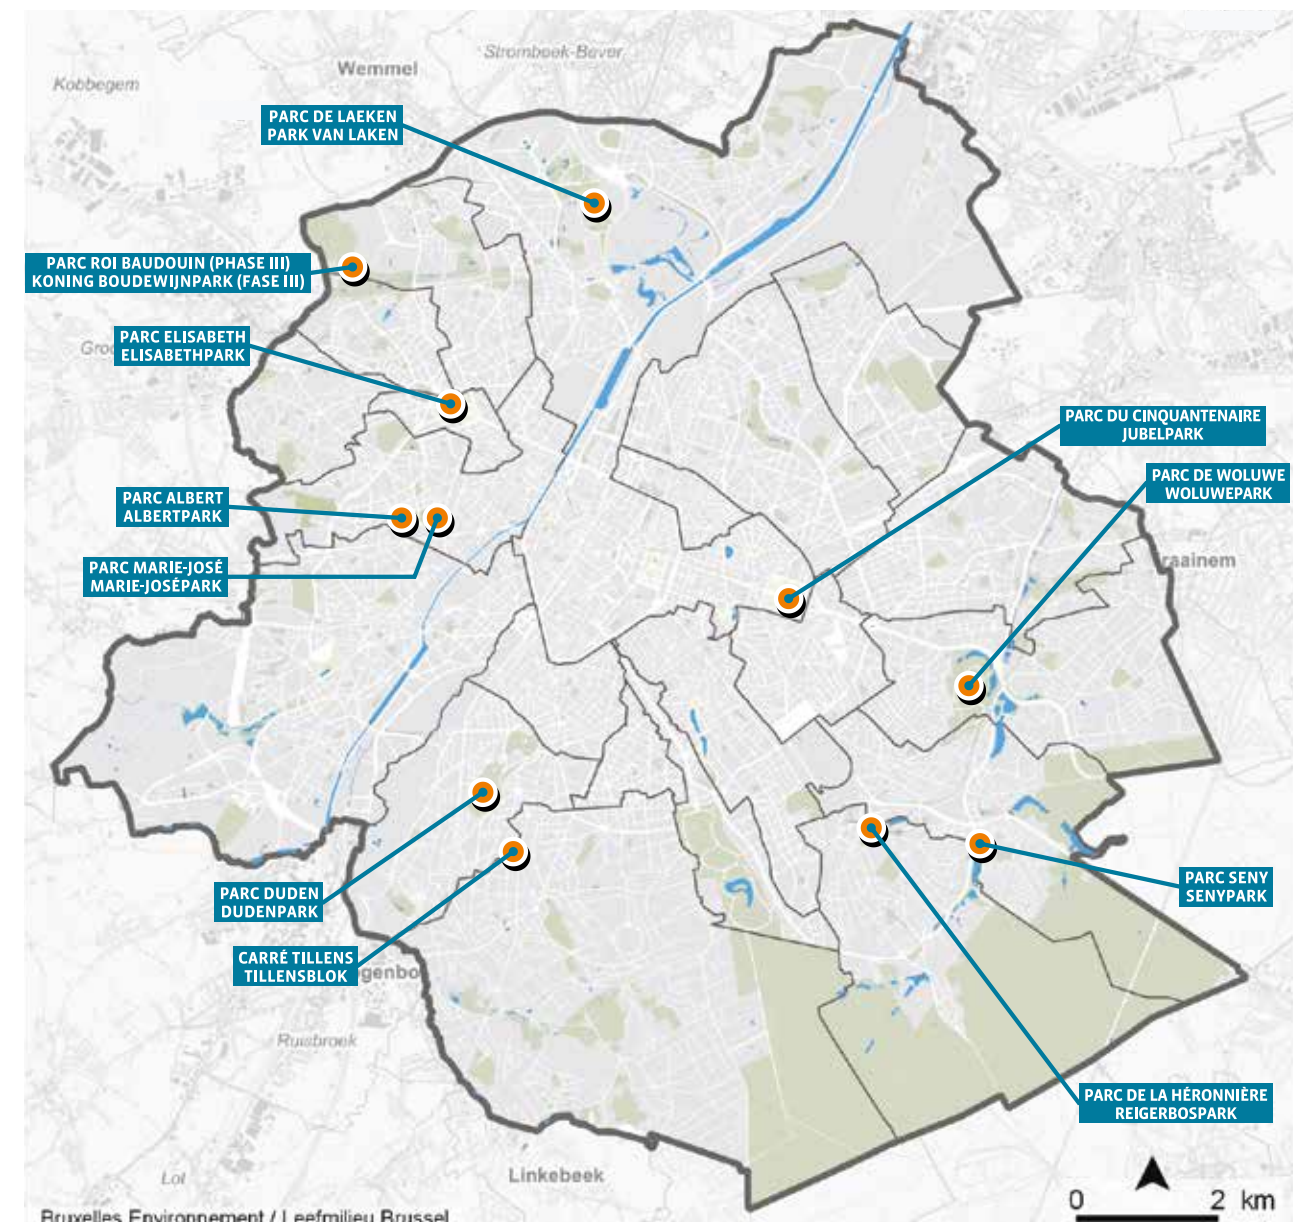 Strombeek-Bever
Wemmel
Kobbegem
PARC DE LAEKEN
PARK VAN LAKEN
PARC ROI BAUDOUIN (PHASE III)
KONING BOUDEWIJNPARK (FASE III)
PARC ELISABETH
ELISABETHPARK
PARC DU CINQUANTENAIRE
JUBELPARK
PARC DE WOLUWE
WOLUWEPARK
PARC ALBERT
ALBERTPARK
PARC MARIE-JOSÉ
MARIE-JOSÉPARK
raainem
PARC DUDEN
DUDENPARK
PARC SENY
SENYPARK
CARRÉ TILLENS
TILLENSBLOK
Ruisbroek
PARC DE LA HÉRONNIÈRE
REIGERBOSPARK
Linkebeek
Lot
0 2 km
Bruxelles Environnement / Leefmilieu Brussel